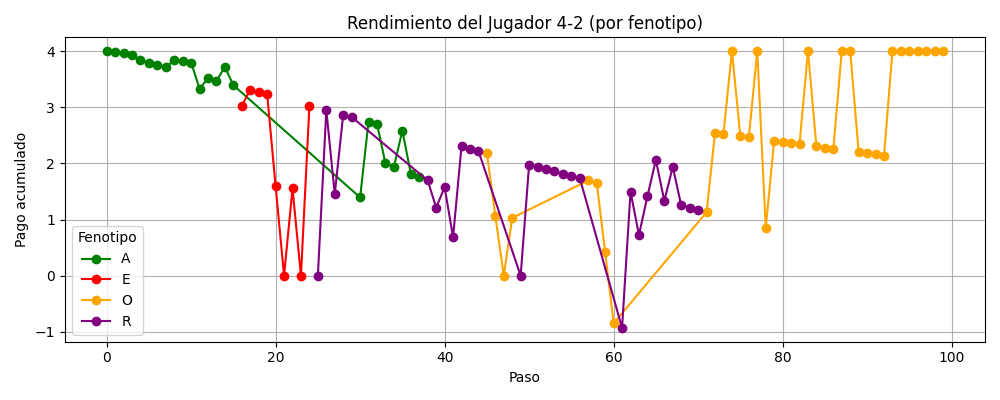 Rendimiento del Jugador 4-2 (por fenotipo)
Pago acumulado
4
3
2
1
0
−1
Fenotipo
A
E
O
R
0 20 40 60 80 100
Paso